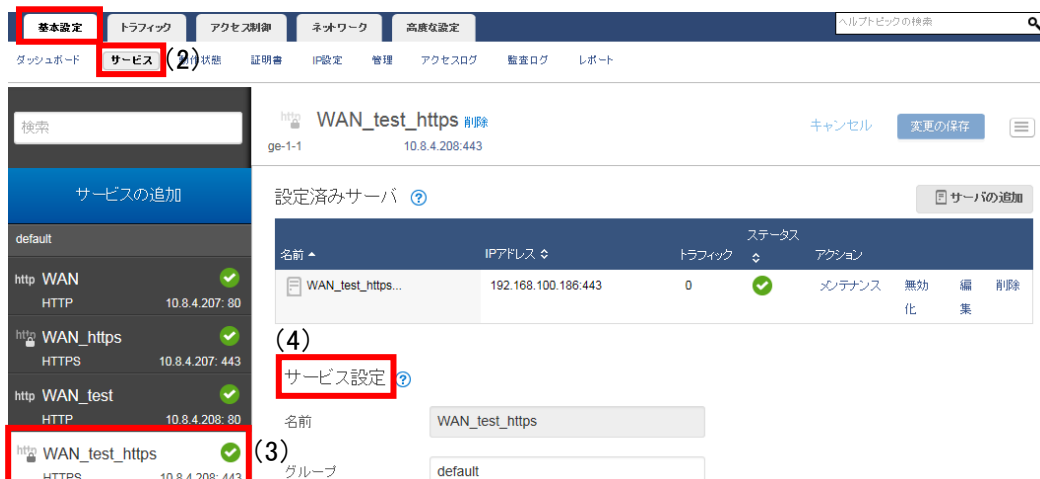 基本設定 トラフィック アクセス制御 ネットワーク 高度な設定 ヘルプトピックの検索
ダッシュボード サービス (2) 動作状態 証明書 IP設定 管理 アクセスログ 監査ログ レポート
検索
サービスの追加
default
http WAN
HTTP 10.8.4.207: 80
http WAN_https
HTTPS 10.8.4.207: 443
http WAN_test
HTTP 10.8.4.208: 80
http WAN_test_https (3)
HTTPS 10.8.4.208: 443
http WAN_test_https 削除 キャンセル 変更の保存
ge-1-1 10.8.4.208:443
設定済みサーバ ? サーバの追加
名前 IPアドレス トラフィック ステータス アクション
WAN_test_https... 192.168.100.186:443 0 メンテナンス 無効化 編集 削除
(4)
サービス設定 ?
名前 WAN_test_https
グループ default